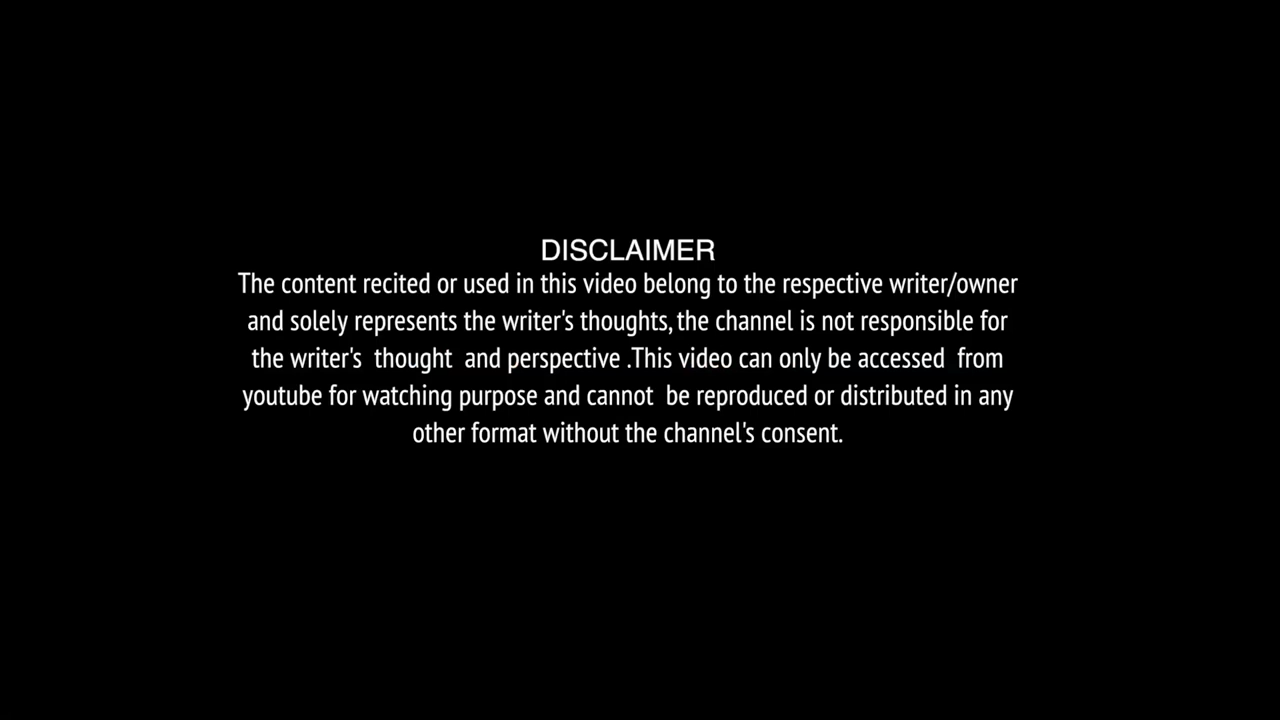 DISCLAIMER
The content recited or used in this video belong to the respective writer/owner
and solely represents the writer's thoughts, the channel is not responsible for
the writer's  thought  and perspective .This video can only be accessed  from
youtube for watching purpose and cannot  be reproduced or distributed in any
other format without the channel's consent.